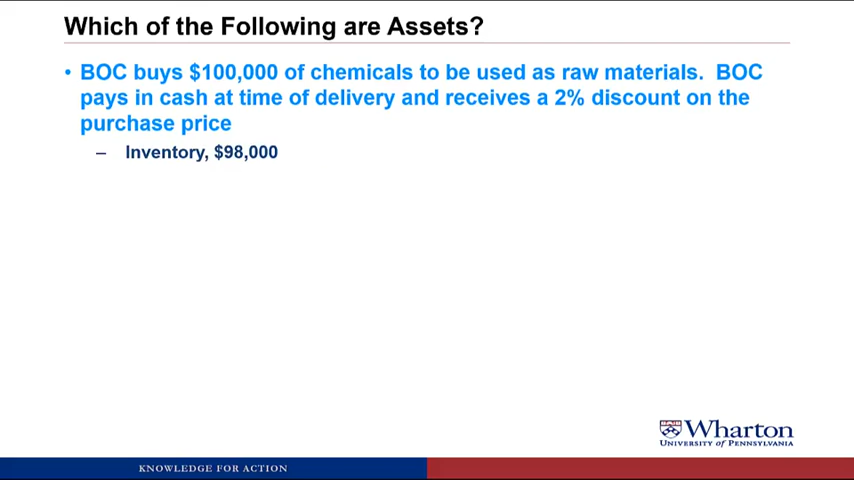 Which of the Following are Assets?
• BOC buys $100,000 of chemicals to be used as raw materials. BOC
pays in cash at time of delivery and receives a 2% discount on the
purchase price
– Inventory, $98,000
Wharton
UNIVERSITY of PENNSYLVANIA
KNOWLEDGE FOR ACTION